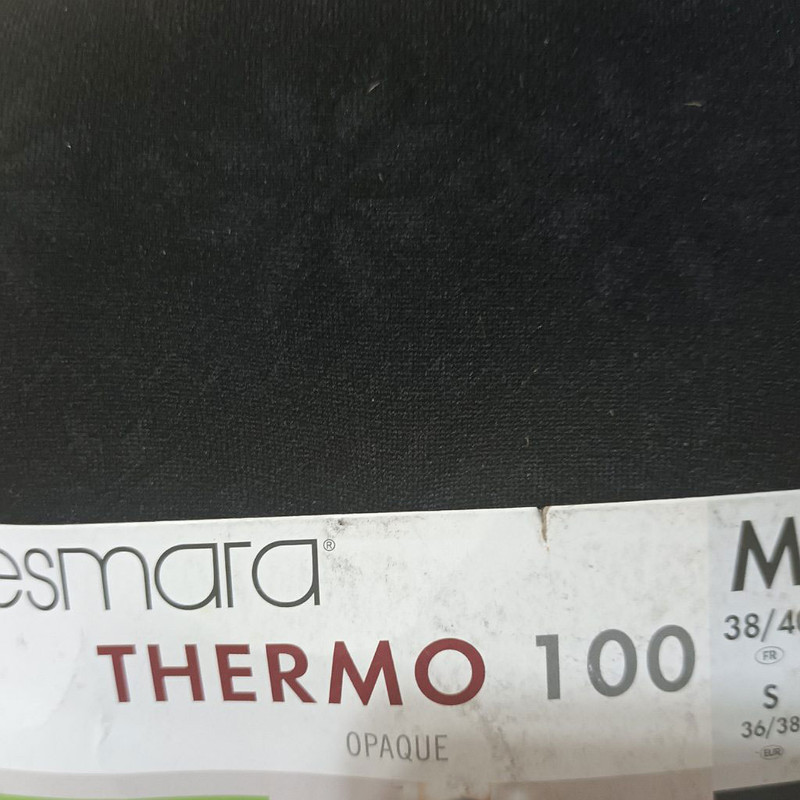 esmara®
THERMO 100
OPAQUE
M
38/40
FR
S
36/38
EUR